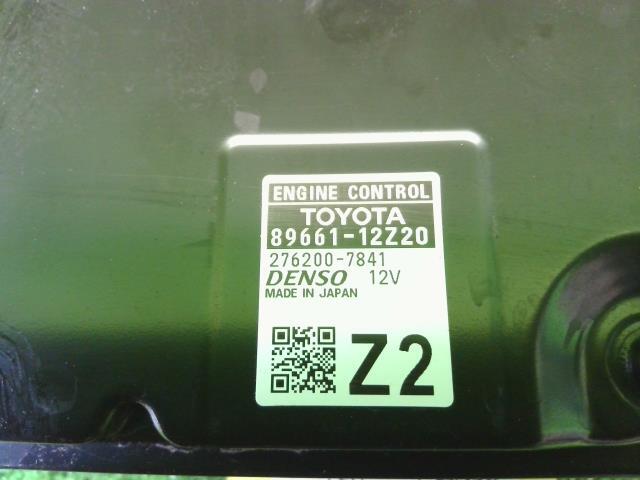 ENGINE CONTROL
TOYOTA
89661-12Z20
276200-7841
DENSO 12V
MADE IN JAPAN
Z2